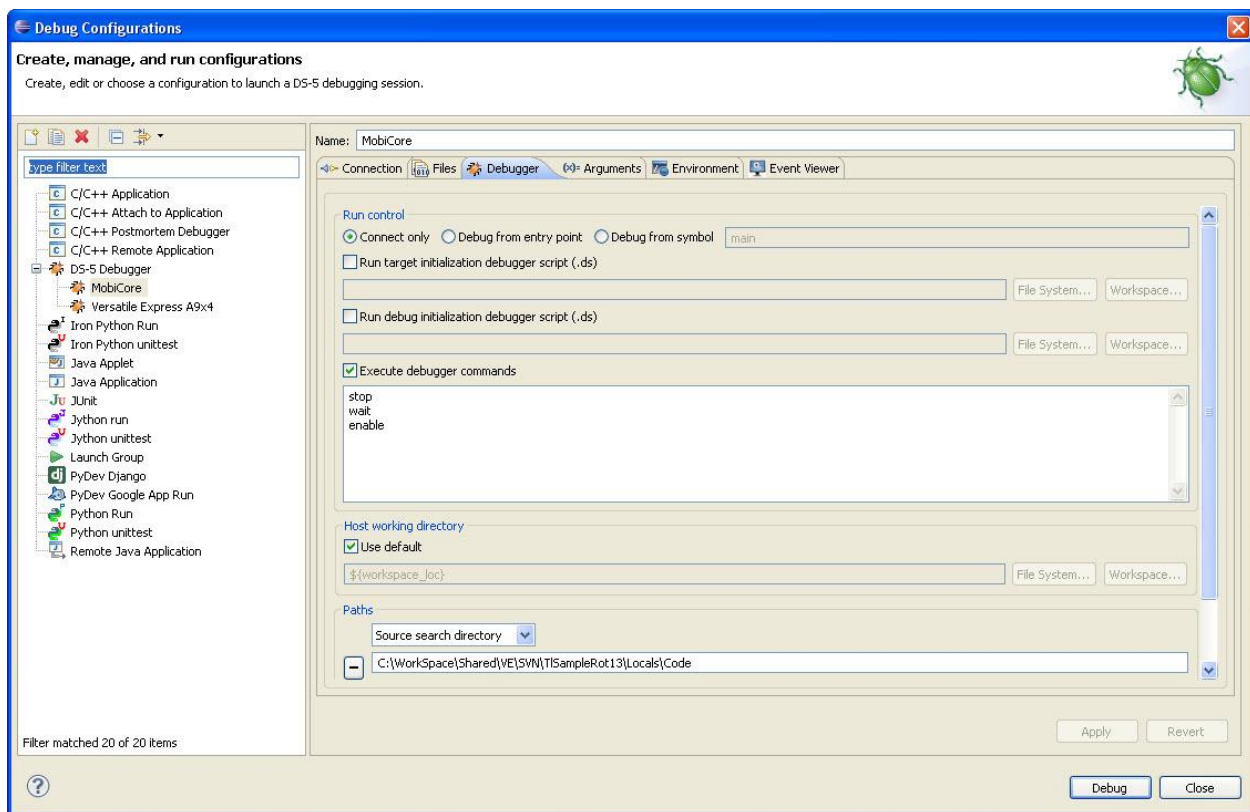 Debug Configurations
Create, manage, and run configurations
Create, edit or choose a configuration to launch a DS-5 debugging session.
type filter text
C/C++ Application
C/C++ Attach to Application
C/C++ Postmortem Debugger
C/C++ Remote Application
DS-5 Debugger
MobiCore
Versatile Express A9x4
Iron Python Run
Iron Python unittest
Java Applet
Java Application
JUnit
Jython run
Jython unittest
Launch Group
PyDev Django
PyDev Google App Run
Python Run
Python unittest
Remote Java Application
Filter matched 20 of 20 items
Name: MobiCore
Connection Files Debugger Arguments Environment Event Viewer
Run control
Connect only Debug from entry point Debug from symbol main
Run target initialization debugger script (.ds)
File System... Workspace...
Run debug initialization debugger script (.ds)
File System... Workspace...
Execute debugger commands
stop
wait
enable
Host working directory
Use default
${workspace_loc} File System... Workspace...
Paths
Source search directory
C:\WorkSpace\Shared\VE\SVN\TlSampleRot13\Locals\Code
Apply Revert
Debug Close